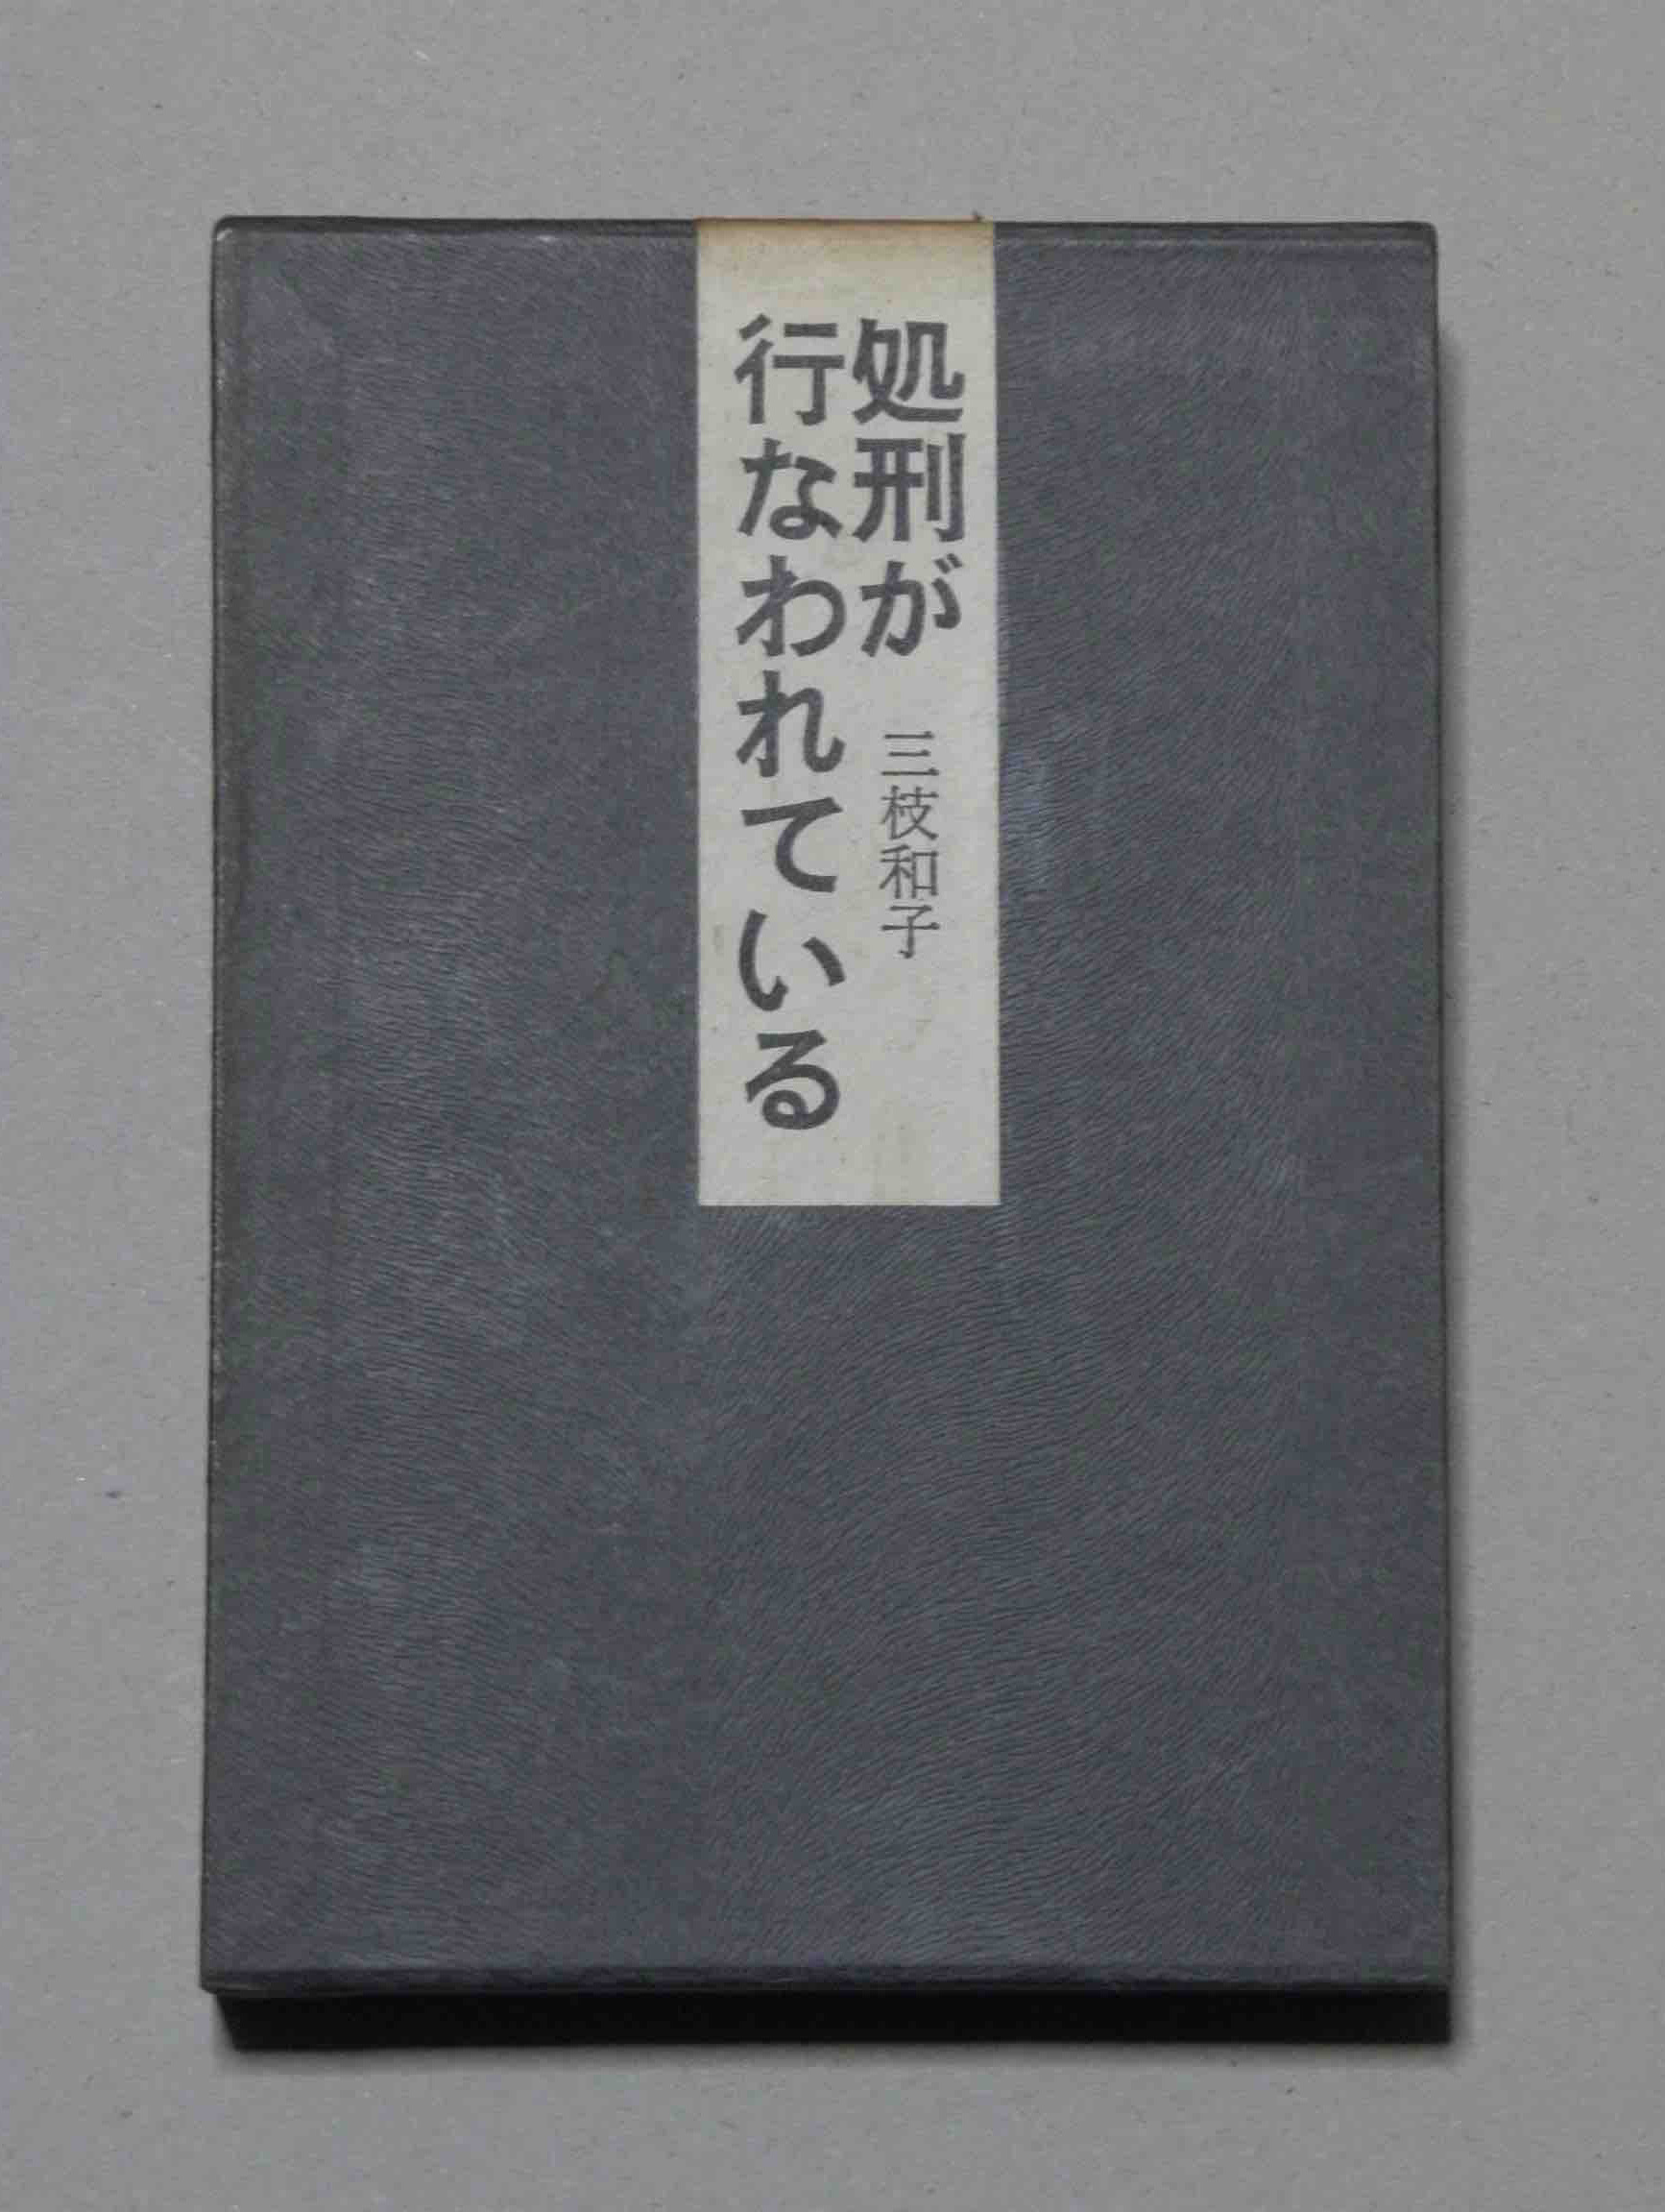 処刑が
行なわれている
三枝和子